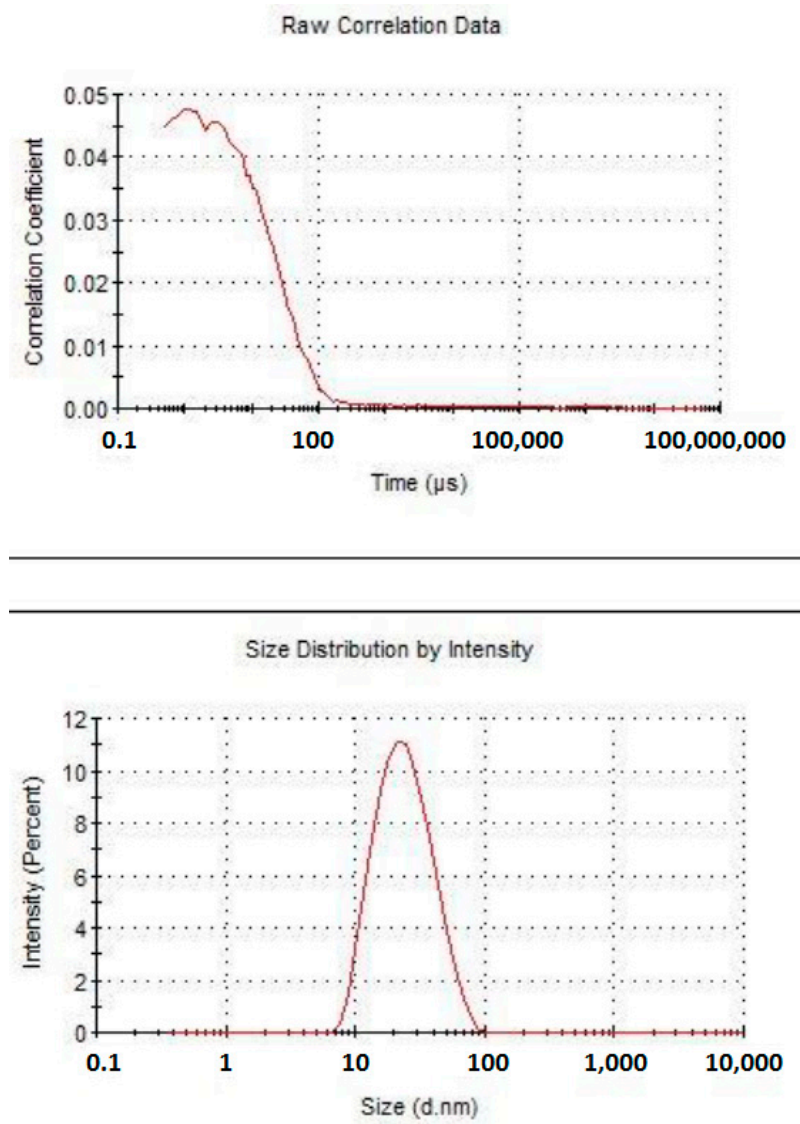 Raw Correlation Data
0.05
0.04
0.03
0.02
0.01
0.00
Correlation Coefficient
0.1 100 100,000 100,000,000
Time (µs)
Size Distribution by Intensity
12
10
8
6
4
2
0
Intensity (Percent)
0.1 1 10 100 1,000 10,000
Size (d.nm)